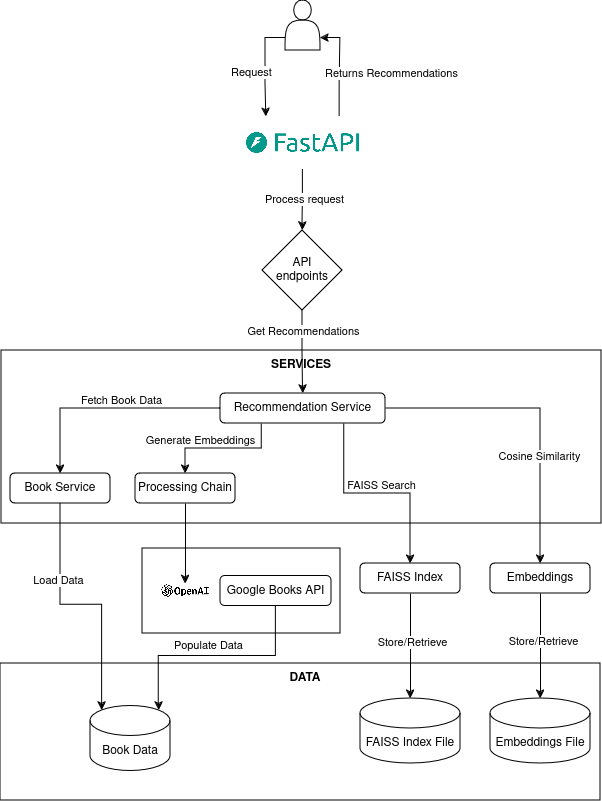 Request
Returns Recommendations
FastAPI
Process request
API
endpoints
Get Recommendations
SERVICES
Recommendation Service
Fetch Book Data
Generate Embeddings
Cosine Similarity
Book Service
Processing Chain
FAISS Search
Load Data
OpenAI
Google Books API
FAISS Index
Embeddings
Populate Data
Store/Retrieve
Store/Retrieve
DATA
Book Data
FAISS Index File
Embeddings File